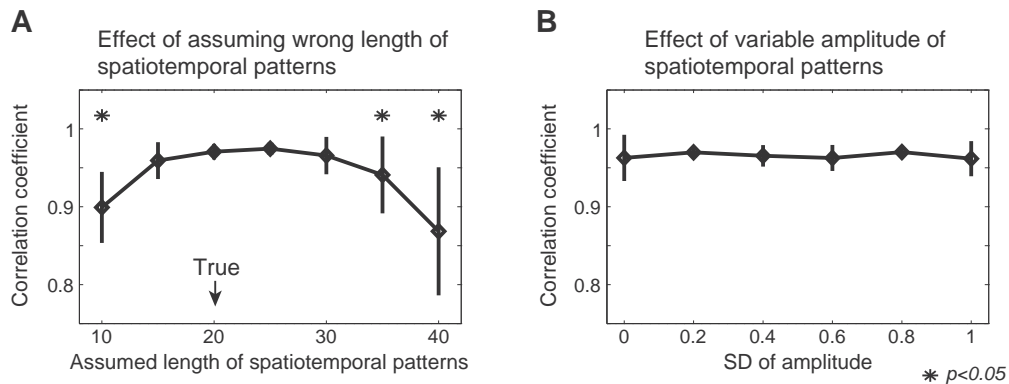 A
Effect of assuming wrong length of
spatiotemporal patterns
Correlation coefficient
1
0.9
0.8
True
10 20 30 40
Assumed length of spatiotemporal patterns
B
Effect of variable amplitude of
spatiotemporal patterns
Correlation coefficient
1
0.9
0.8
0 0.2 0.4 0.6 0.8 1
SD of amplitude
* p<0.05